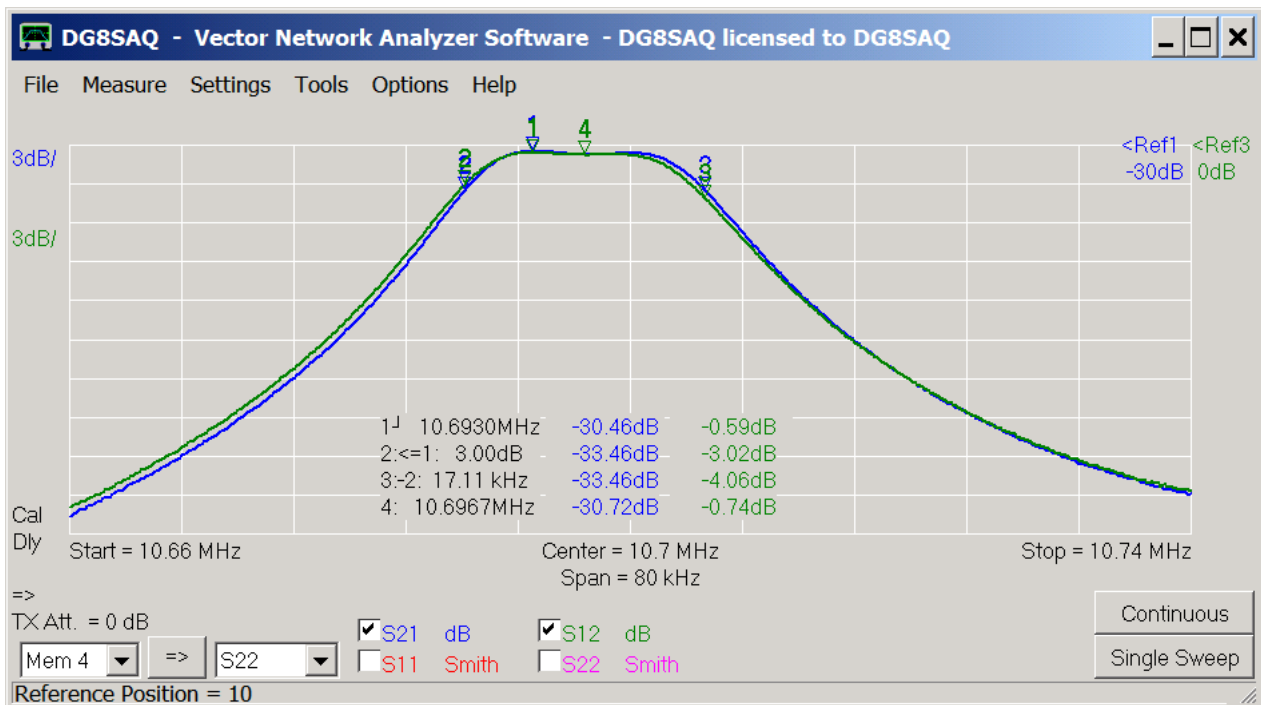 DG8SAQ - Vector Network Analyzer Software - DG8SAQ licensed to DG8SAQ
File Measure Settings Tools Options Help
1 4
2 2
3dB/ <Ref1 <Ref3
-30dB 0dB
3dB/
1┘ 10.6930MHz -30.46dB -0.59dB
2:<=1: 3.00dB -33.46dB -3.02dB
3:-2: 17.11 kHz -33.46dB -4.06dB
4: 10.6967MHz -30.72dB -0.74dB
Cal
Dly
Start = 10.66 MHz Center = 10.7 MHz Stop = 10.74 MHz
Span = 80 kHz
=>
TX Att. = 0 dB
Mem 4 => S22
S21 dB S12 dB
S11 Smith S22 Smith
Continuous
Single Sweep
Reference Position = 10